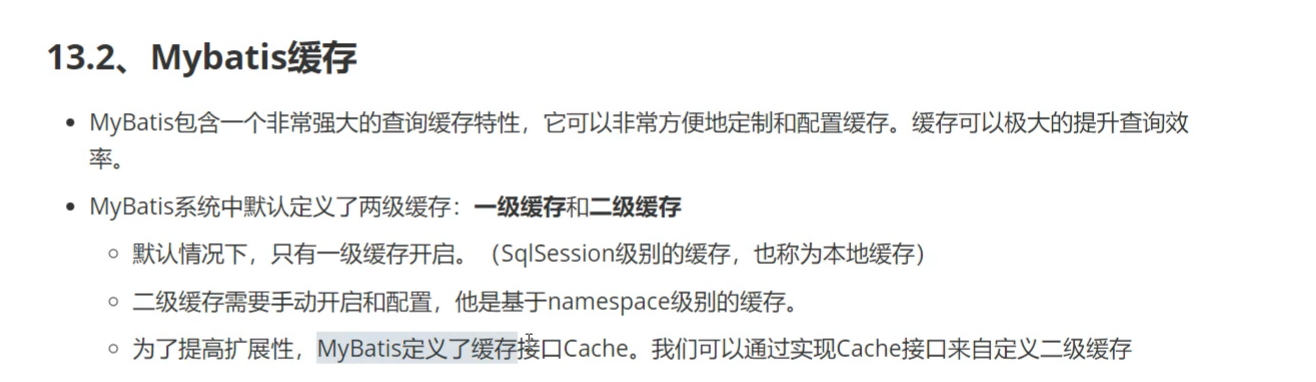 13.2、Mybatis缓存
MyBatis包含一个非常强大的查询缓存特性，它可以非常方便地定制和配置缓存。缓存可以极大的提升查询效
率。
MyBatis系统中默认定义了两级缓存：一级缓存和二级缓存
默认情况下，只有一级缓存开启。（SqlSession级别的缓存，也称为本地缓存）
二级缓存需要手动开启和配置，他是基于namespace级别的缓存。
为了提高扩展性，MyBatis定义了缓存接口Cache。我们可以通过实现Cache接口来自定义二级缓存